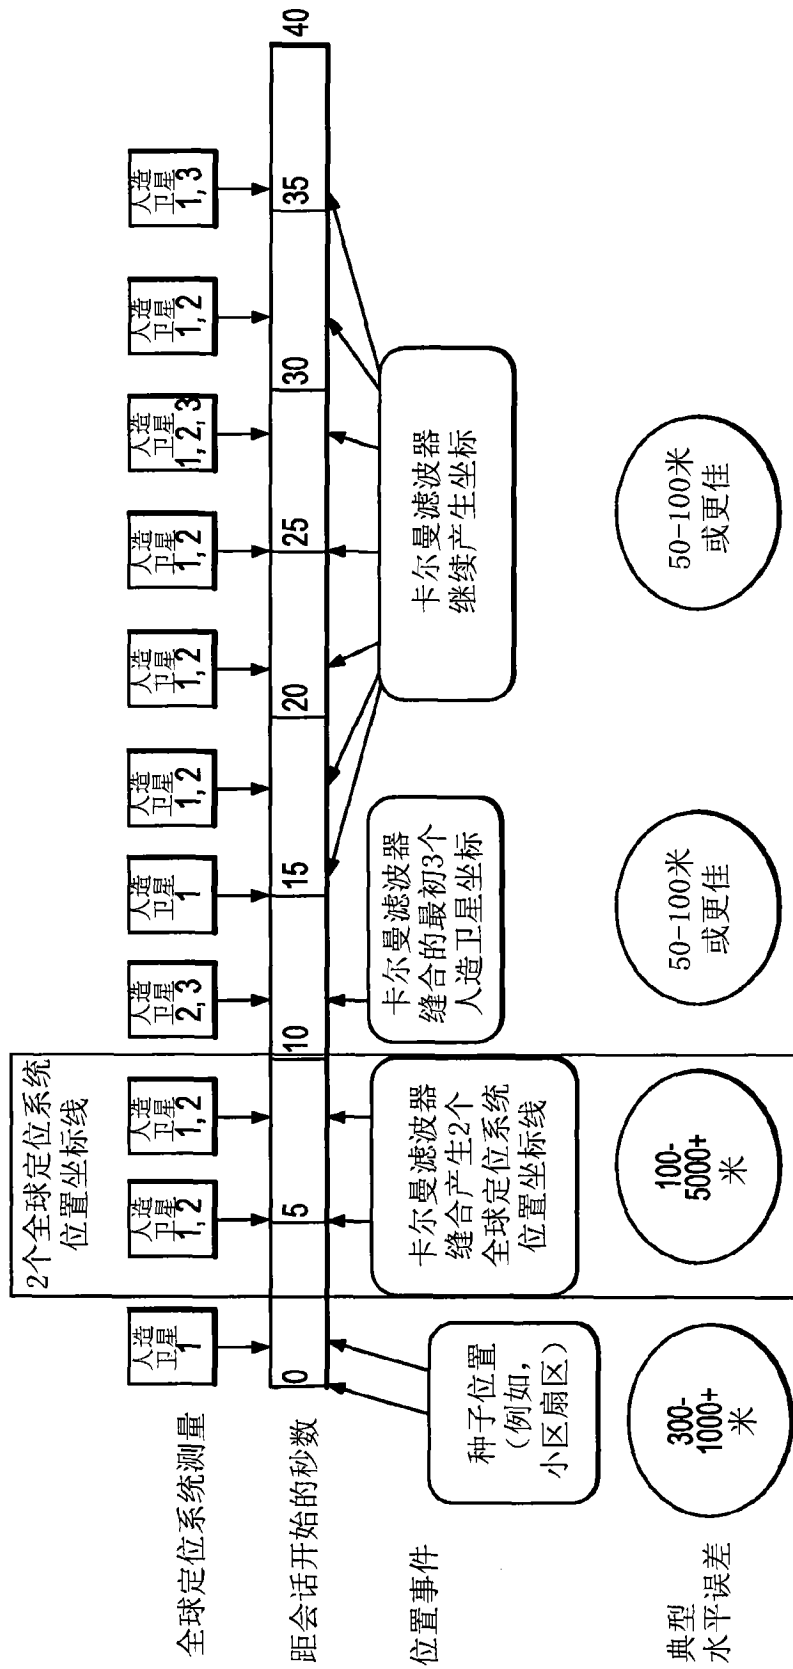 2个全球定位系统
位置坐标线
全球定位系统测量
人造
卫星
1
人造
卫星
1, 2
人造
卫星
1, 2
人造
卫星
2, 3
人造
卫星
1
人造
卫星
1, 2
人造
卫星
1, 2
人造
卫星
1, 2
人造
卫星
1, 2, 3
人造
卫星
1, 2
人造
卫星
1, 3
距会话开始的秒数
0
5
10
15
20
25
30
35
40
位置事件
种子位置
(例如,
小区扇区)
卡尔曼滤波器
缝合产生2个
全球定位系统
位置坐标线
卡尔曼滤波器
缝合的最初3个
人造卫星坐标
卡尔曼滤波器
继续产生坐标
典型
水平误差
300-
1000+
米
100-
5000+
米
50-100米
或更佳
50-100米
或更佳